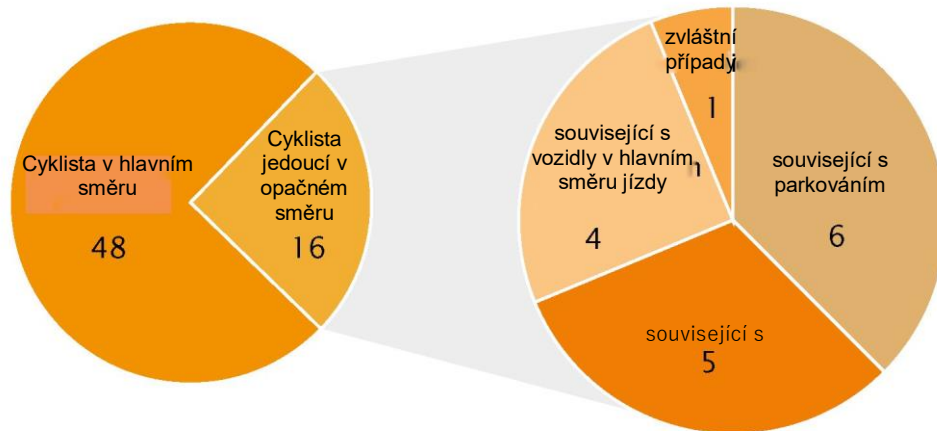 Cyklista v hlavním
směru
48
Cyklista
jedoucí v
opačném
směru
16
zvláštní
případy
1
související s
vozidly v hlavním
směru jízdy
4
související s
parkováním
6
související s
5